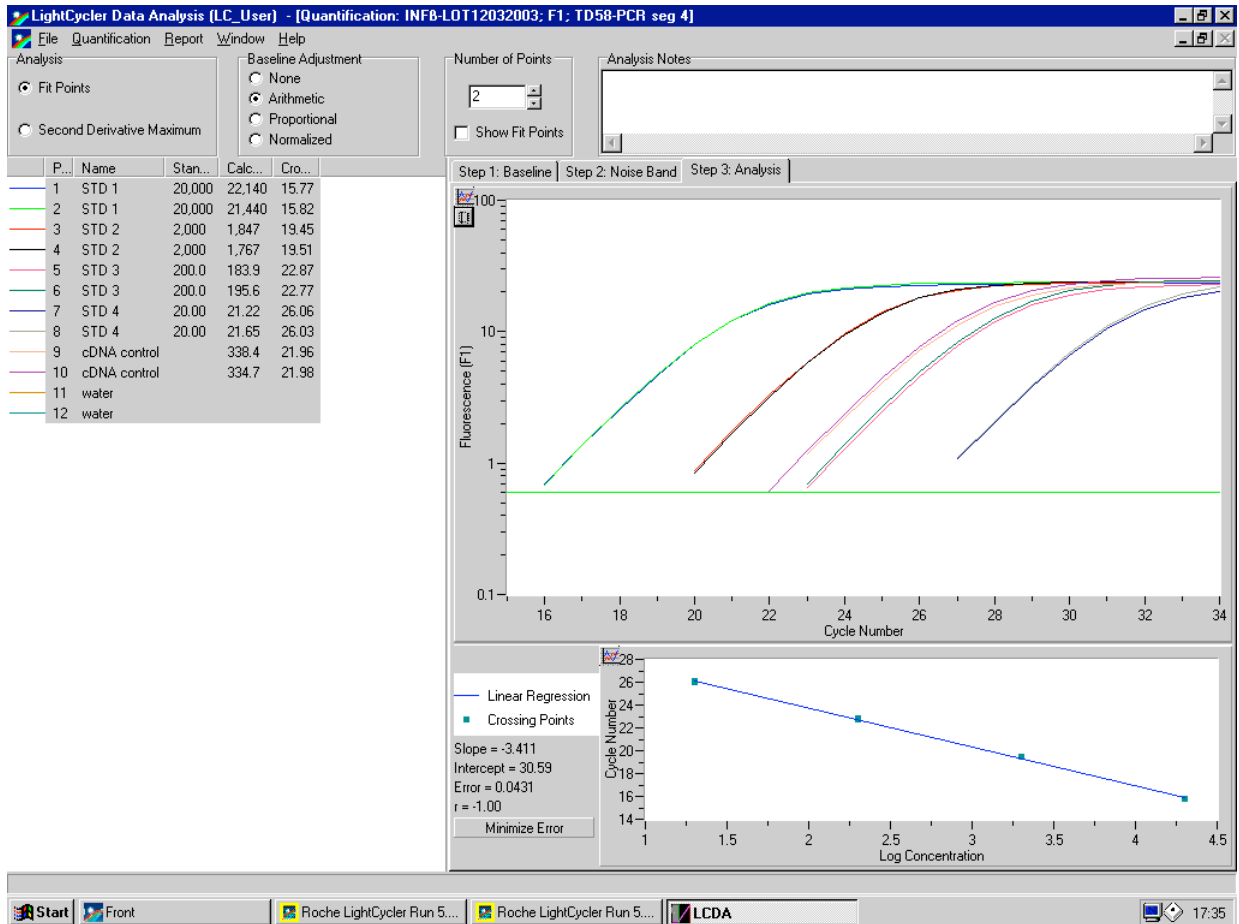 LightCycler Data Analysis (LC_User) - [Quantification: INFß-LOT12032003; F1; TD58-PCR seg 4]
File Quantification Report Window Help
Analysis
Fit Points
Second Derivative Maximum
Baseline Adjustment
None
Arithmetic
Proportional
Normalized
Number of Points
2
Show Fit Points
Analysis Notes
P... Name Stan... Calc... Cro...
1 STD 1 20,000 22,140 15.77
2 STD 1 20,000 21,440 15.82
3 STD 2 2,000 1,847 19.45
4 STD 2 2,000 1,767 19.51
5 STD 3 200.0 183.9 22.87
6 STD 3 200.0 195.6 22.77
7 STD 4 20.00 21.22 26.06
8 STD 4 20.00 21.65 26.03
9 cDNA control 338.4 21.96
10 cDNA control 334.7 21.98
11 water
12 water
Step 1: Baseline Step 2: Noise Band Step 3: Analysis
100
10
1
0.1
Fluorescence (F1)
16 18 20 22 24 26 28 30 32 34
Cycle Number
Linear Regression
Crossing Points
Slope = -3.411
Intercept = 30.59
Error = 0.0431
r = -1.00
Minimize Error
28
26
24
22
20
18
16
14
Cycle Number
1 1.5 2 2.5 3 3.5 4 4.5
Log Concentration
Start Front Roche LightCycler Run 5.... Roche LightCycler Run 5.... LCDA 17:35